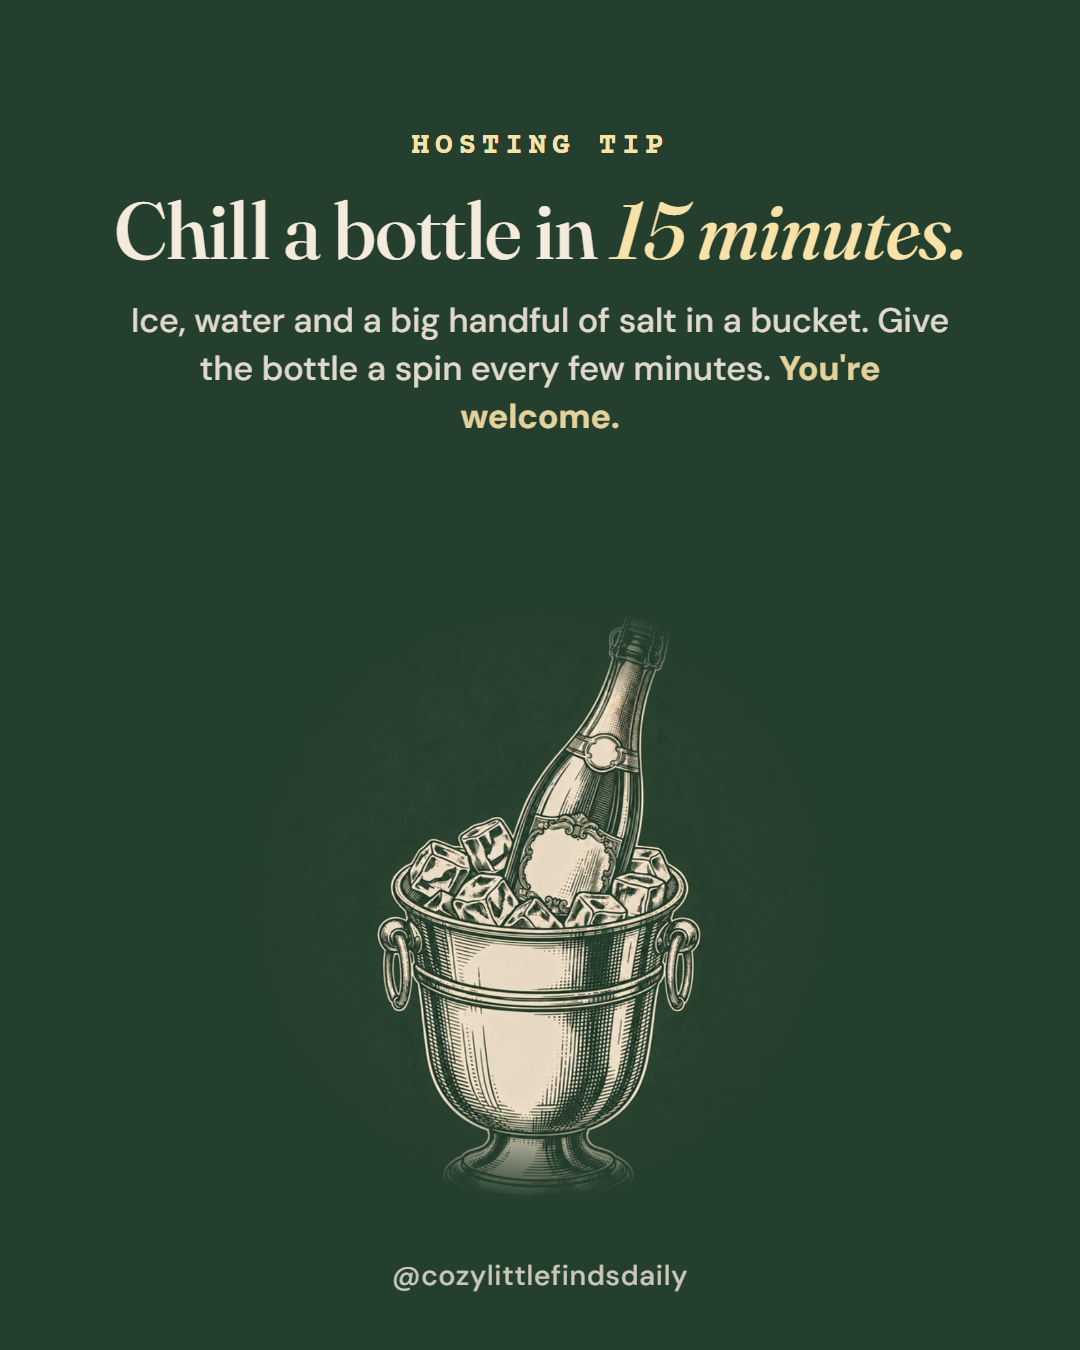 HOSTING TIP
Chill a bottle in 15 minutes.
Ice, water and a big handful of salt in a bucket. Give
the bottle a spin every few minutes. You're
welcome.
@cozylittlefindsdaily